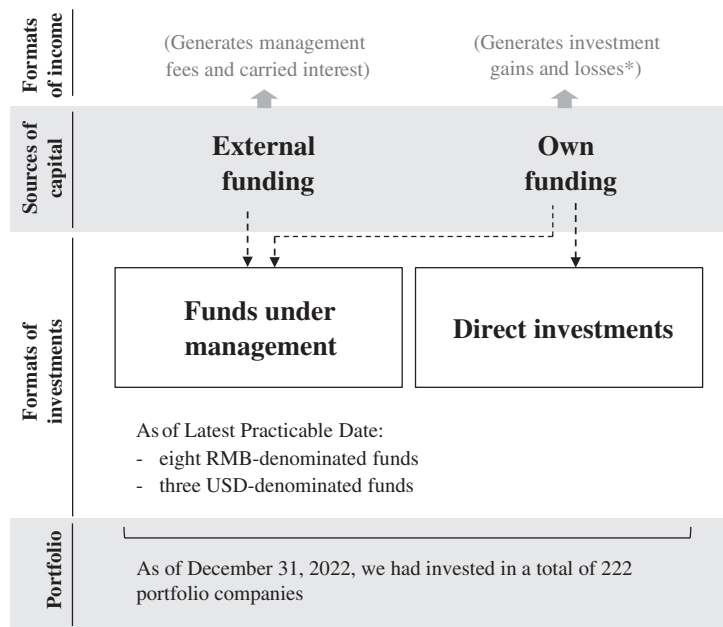 Formats
of income
(Generates management
fees and carried interest)
(Generates investment
gains and losses*)
Sources of
capital
External
funding
Own
funding
Formats of
investments
Funds under
management
Direct investments
As of Latest Practicable Date:
- eight RMB-denominated funds
- three USD-denominated funds
Portfolio
As of December 31, 2022, we had invested in a total of 222
portfolio companies